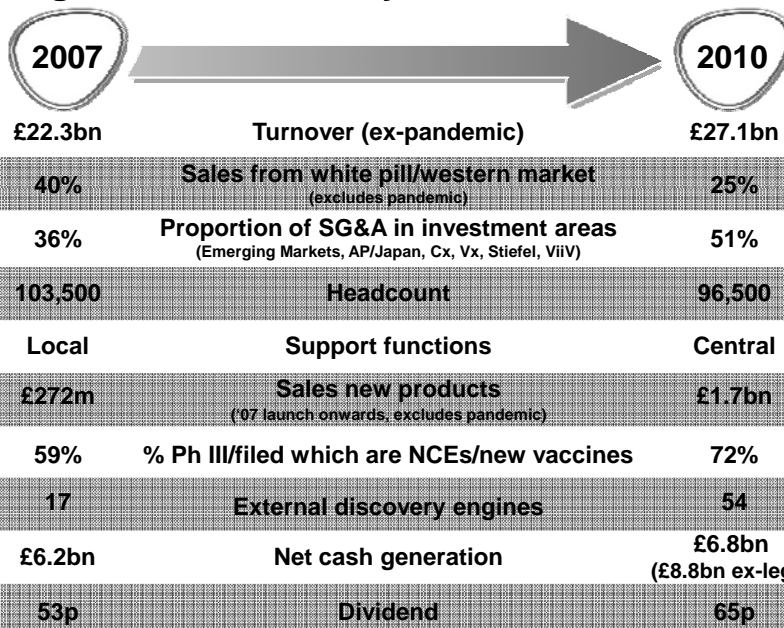 2007 2010
£22.3bn Turnover (ex-pandemic) £27.1bn
40% Sales from white pill/western market 25%
(excludes pandemic)
36% Proportion of SG&A in investment areas 51%
(Emerging Markets, AP/Japan, Cx, Vx, Stiefel, ViiV)
103,500 Headcount 96,500
Local Support functions Central
£272m Sales new products £1.7bn
('07 launch onwards, excludes pandemic)
59% % Ph III/filed which are NCEs/new vaccines 72%
17 External discovery engines 54
£6.2bn Net cash generation £6.8bn
(£8.8bn ex-leg
53p Dividend 65p